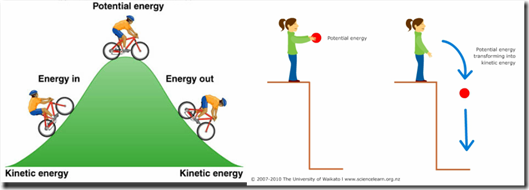 Potential energy
Energy in
Energy out
Kinetic energy
Kinetic energy
Potential energy
Potential energy
transforming into
kinetic energy
© 2007-2010 The University of Waikato I www.sciencelearn.org.nz